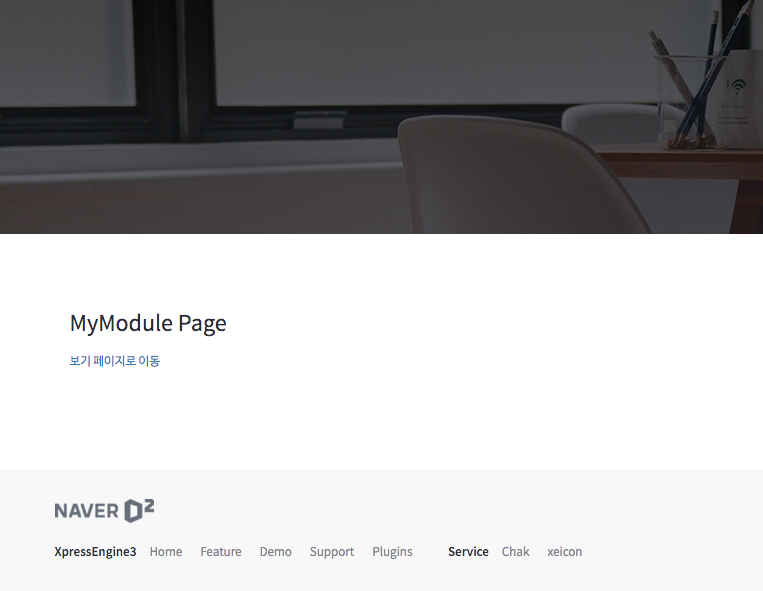 MyModule Page
보기 페이지로 이동
NAVER D2
XpressEngine3 Home Feature Demo Support Plugins Service Chak xeicon